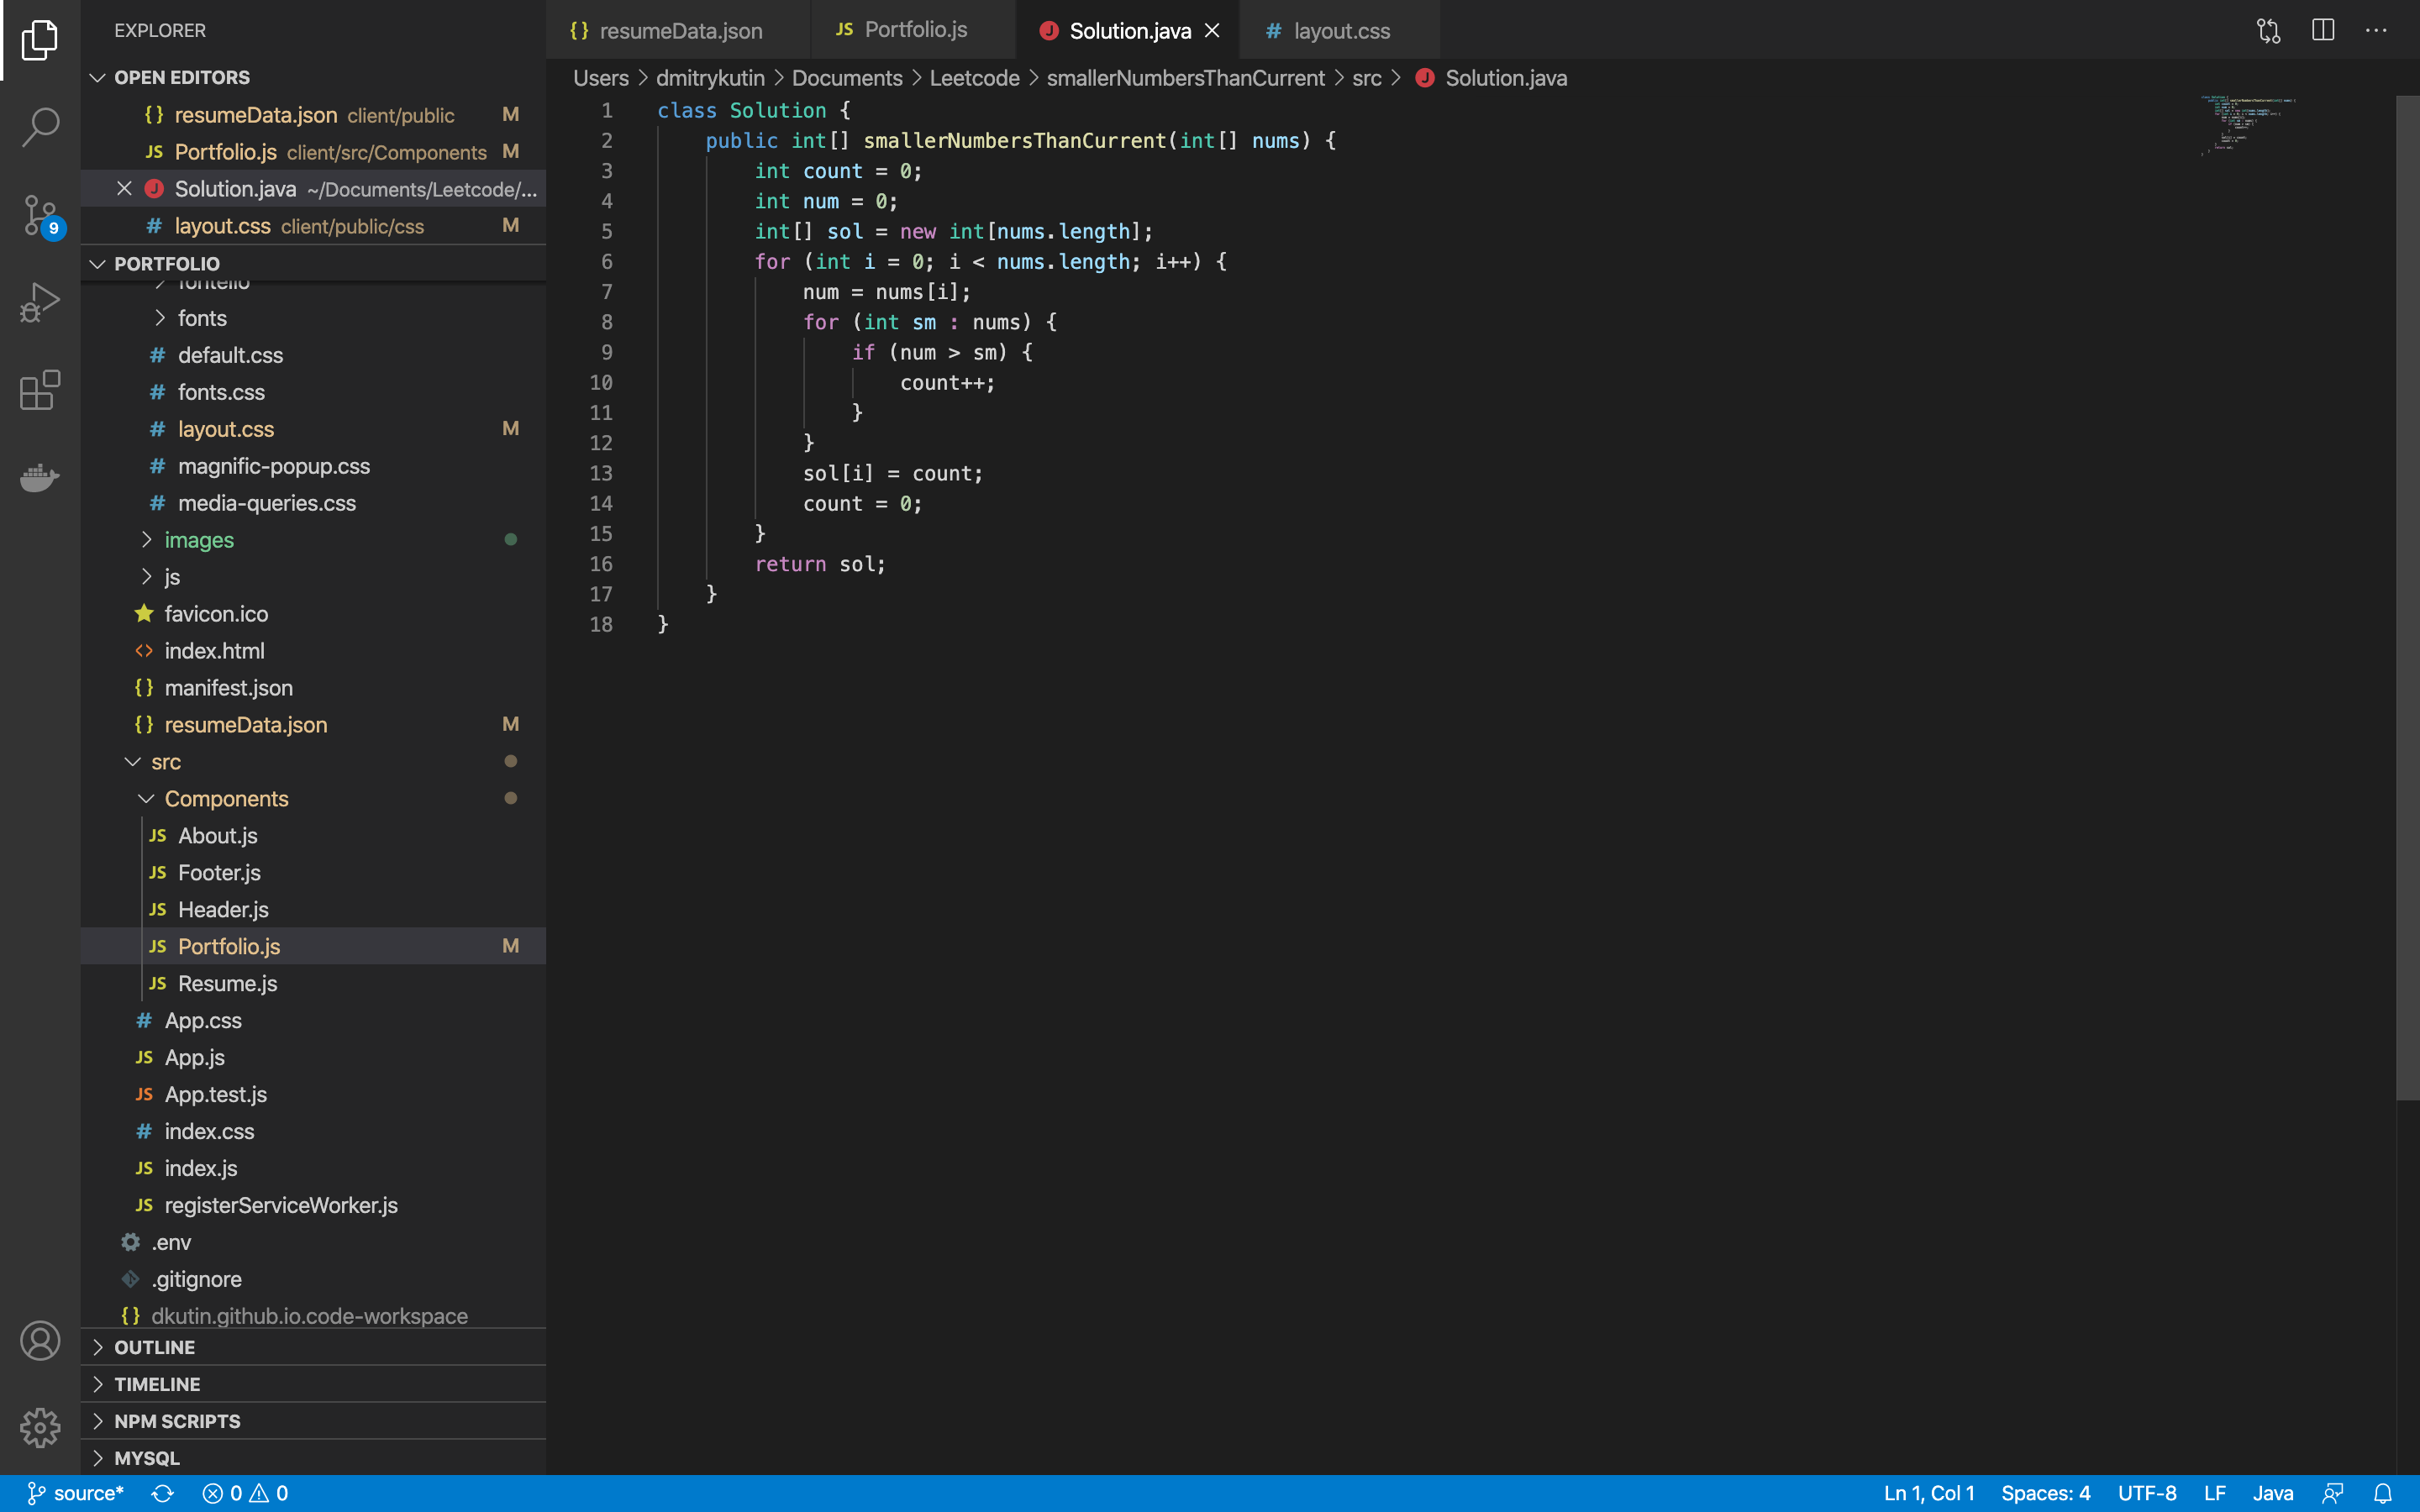 EXPLORER
OPEN EDITORS
{} resumeData.json client/public M
JS Portfolio.js client/src/Components M
J Solution.java ~/Documents/Leetcode/...
# layout.css client/public/css M
9
PORTFOLIO
fontello
fonts
# default.css
# fonts.css
# layout.css M
# magnific-popup.css
# media-queries.css
images
js
favicon.ico
<> index.html
{} manifest.json
{} resumeData.json M
src
Components
JS About.js
JS Footer.js
JS Header.js
JS Portfolio.js M
JS Resume.js
# App.css
JS App.js
JS App.test.js
# index.css
JS index.js
JS registerServiceWorker.js
.env
.gitignore
{} dkutin.github.io.code-workspace
OUTLINE
TIMELINE
NPM SCRIPTS
MYSQL
{} resumeData.json JS Portfolio.js J Solution.java # layout.css
Users > dmitrykutin > Documents > Leetcode > smallerNumbersThanCurrent > src > J Solution.java
1 class Solution {
2     public int[] smallerNumbersThanCurrent(int[] nums) {
3         int count = 0;
4         int num = 0;
5         int[] sol = new int[nums.length];
6         for (int i = 0; i < nums.length; i++) {
7             num = nums[i];
8             for (int sm : nums) {
9                 if (num > sm) {
10                     count++;
11                 }
12             }
13             sol[i] = count;
14             count = 0;
15         }
16         return sol;
17     }
18 }
source* 0 0 Ln 1, Col 1 Spaces: 4 UTF-8 LF Java